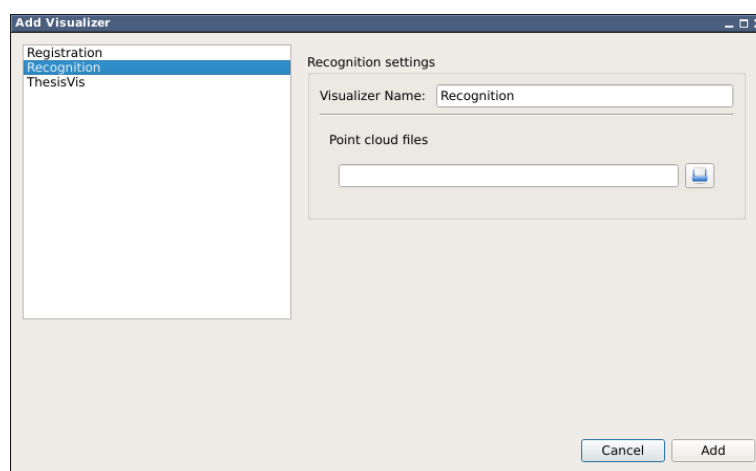 Add Visualizer
Registration
Recognition
ThesisVis
Recognition settings
Visualizer Name: Recognition
Point cloud files
Cancel Add